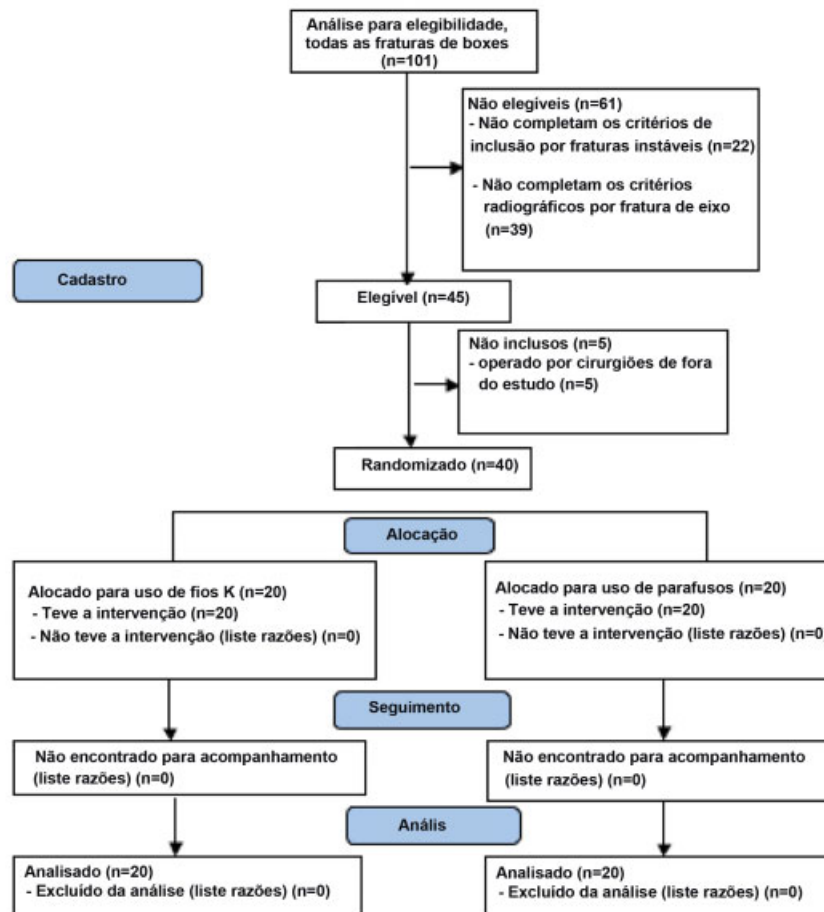 Análise para elegibilidade,
todas as fraturas de boxes
(n=101)
Não elegíveis (n=61)
- Não completam os critérios de
inclusão por fraturas instáveis (n=22)
- Não completam os critérios
radiográficos por fratura de eixo
(n=39)
Cadastro
Elegível (n=45)
Não inclusos (n=5)
- operado por cirurgiões de fora
do estudo (n=5)
Randomizado (n=40)
Alocação
Alocado para uso de fios K (n=20)
- Teve a intervenção (n=20)
- Não teve a intervenção (liste razões) (n=0)
Alocado para uso de parafusos (n=20)
- Teve a intervenção (n=20)
- Não teve a intervenção (liste razões) (n=0
Seguimento
Não encontrado para acompanhamento
(liste razões) (n=0)
Não encontrado para acompanhamento
(liste razões) (n=0)
Anális
Analisado (n=20)
- Excluído da análise (liste razões) (n=0)
Analisado (n=20)
- Excluído da análise (liste razões) (n=0)